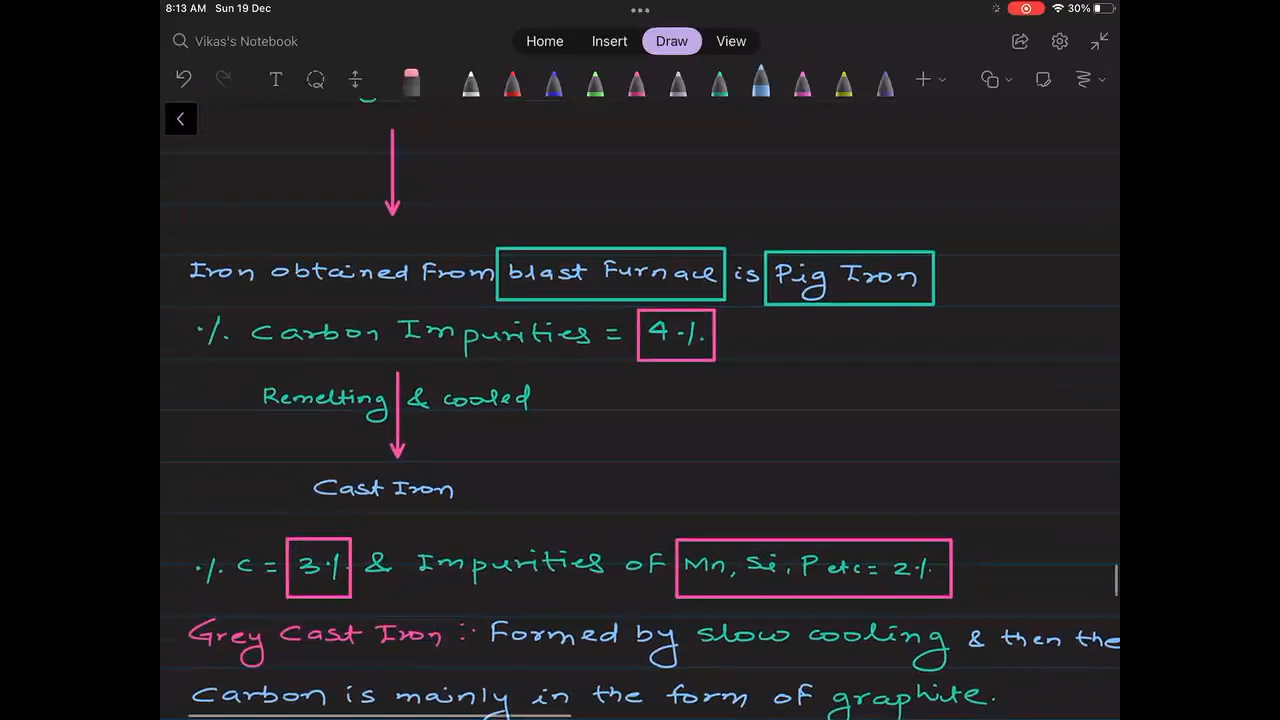 8:13 AM Sun 19 Dec
30%
Vikas's Notebook
Home Insert Draw View
Iron obtained from blast Furnace is Pig Iron
·/. Carbon Impurities = 4·/.
Remelting & cooled
Cast Iron
·/. C = 3·/. & Impurities of Mn, Si, P etc = 2·/.
Grey Cast Iron :· Formed by slow cooling & then the
Carbon is mainly in the form of graphite.